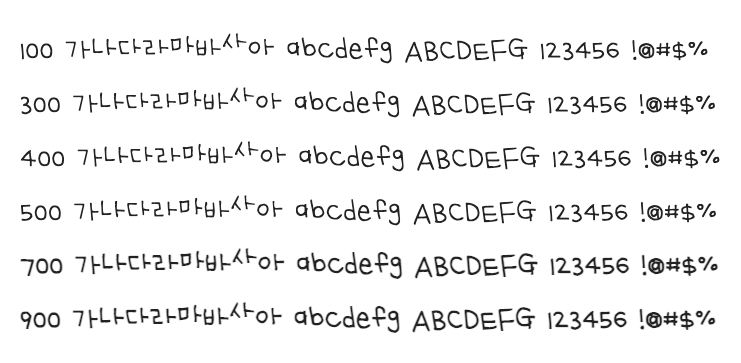 100 가나다라마바사아 abcdefg ABCDEFG 123456 !@#$%
300 가나다라마바사아 abcdefg ABCDEFG 123456 !@#$%
400 가나다라마바사아 abcdefg ABCDEFG 123456 !@#$%
500 가나다라마바사아 abcdefg ABCDEFG 123456 !@#$%
700 가나다라마바사아 abcdefg ABCDEFG 123456 !@#$%
900 가나다라마바사아 abcdefg ABCDEFG 123456 !@#$%